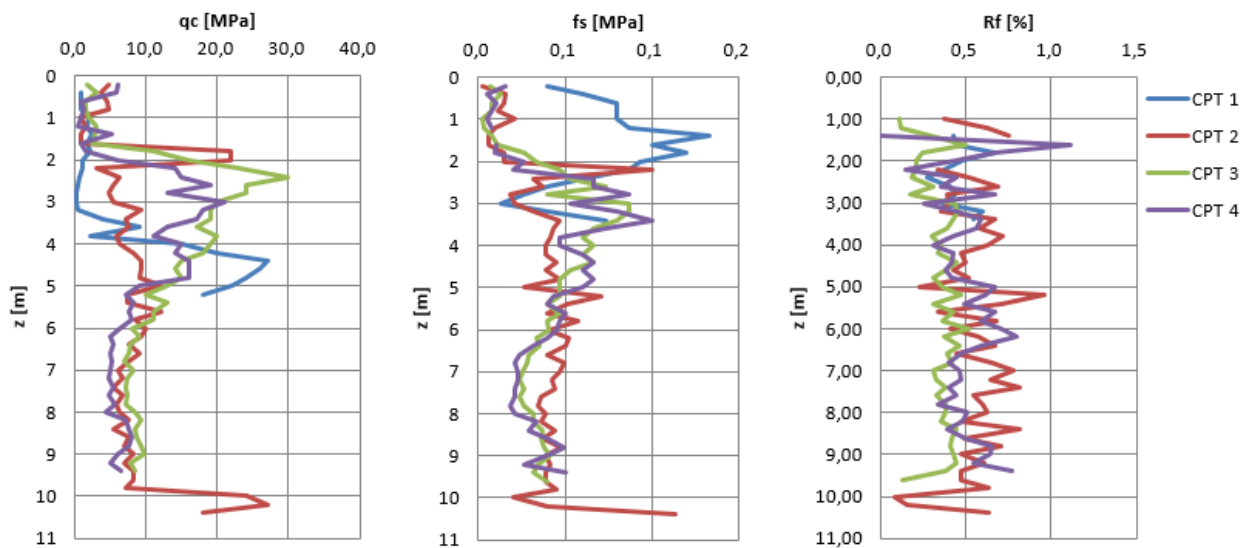 qc [MPa]
0,0 10,0 20,0 30,0 40,0
0
1
2
3
4
5
6
7
8
9
10
11
z [m]
fs [MPa]
0,0 0,1 0,1 0,2
0
1
2
3
4
5
6
7
8
9
10
11
z [m]
Rf [%]
0,0 0,5 1,0 1,5
0,00
1,00
2,00
3,00
4,00
5,00
6,00
7,00
8,00
9,00
10,00
11,00
z [m]
CPT 1
CPT 2
CPT 3
CPT 4